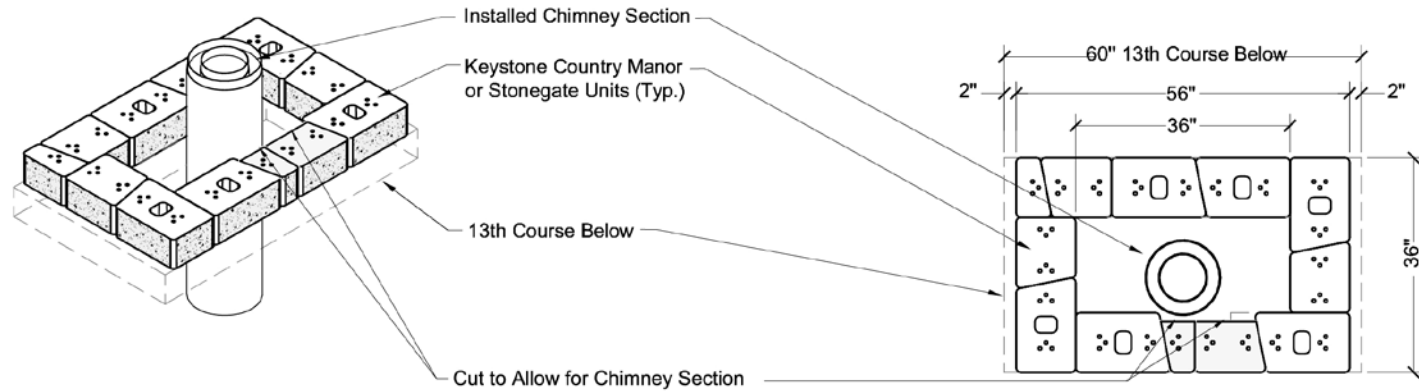 Installed Chimney Section
Keystone Country Manor
or Stonegate Units (Typ.)
13th Course Below
Cut to Allow for Chimney Section
60" 13th Course Below
2"
56"
2"
36"
36"